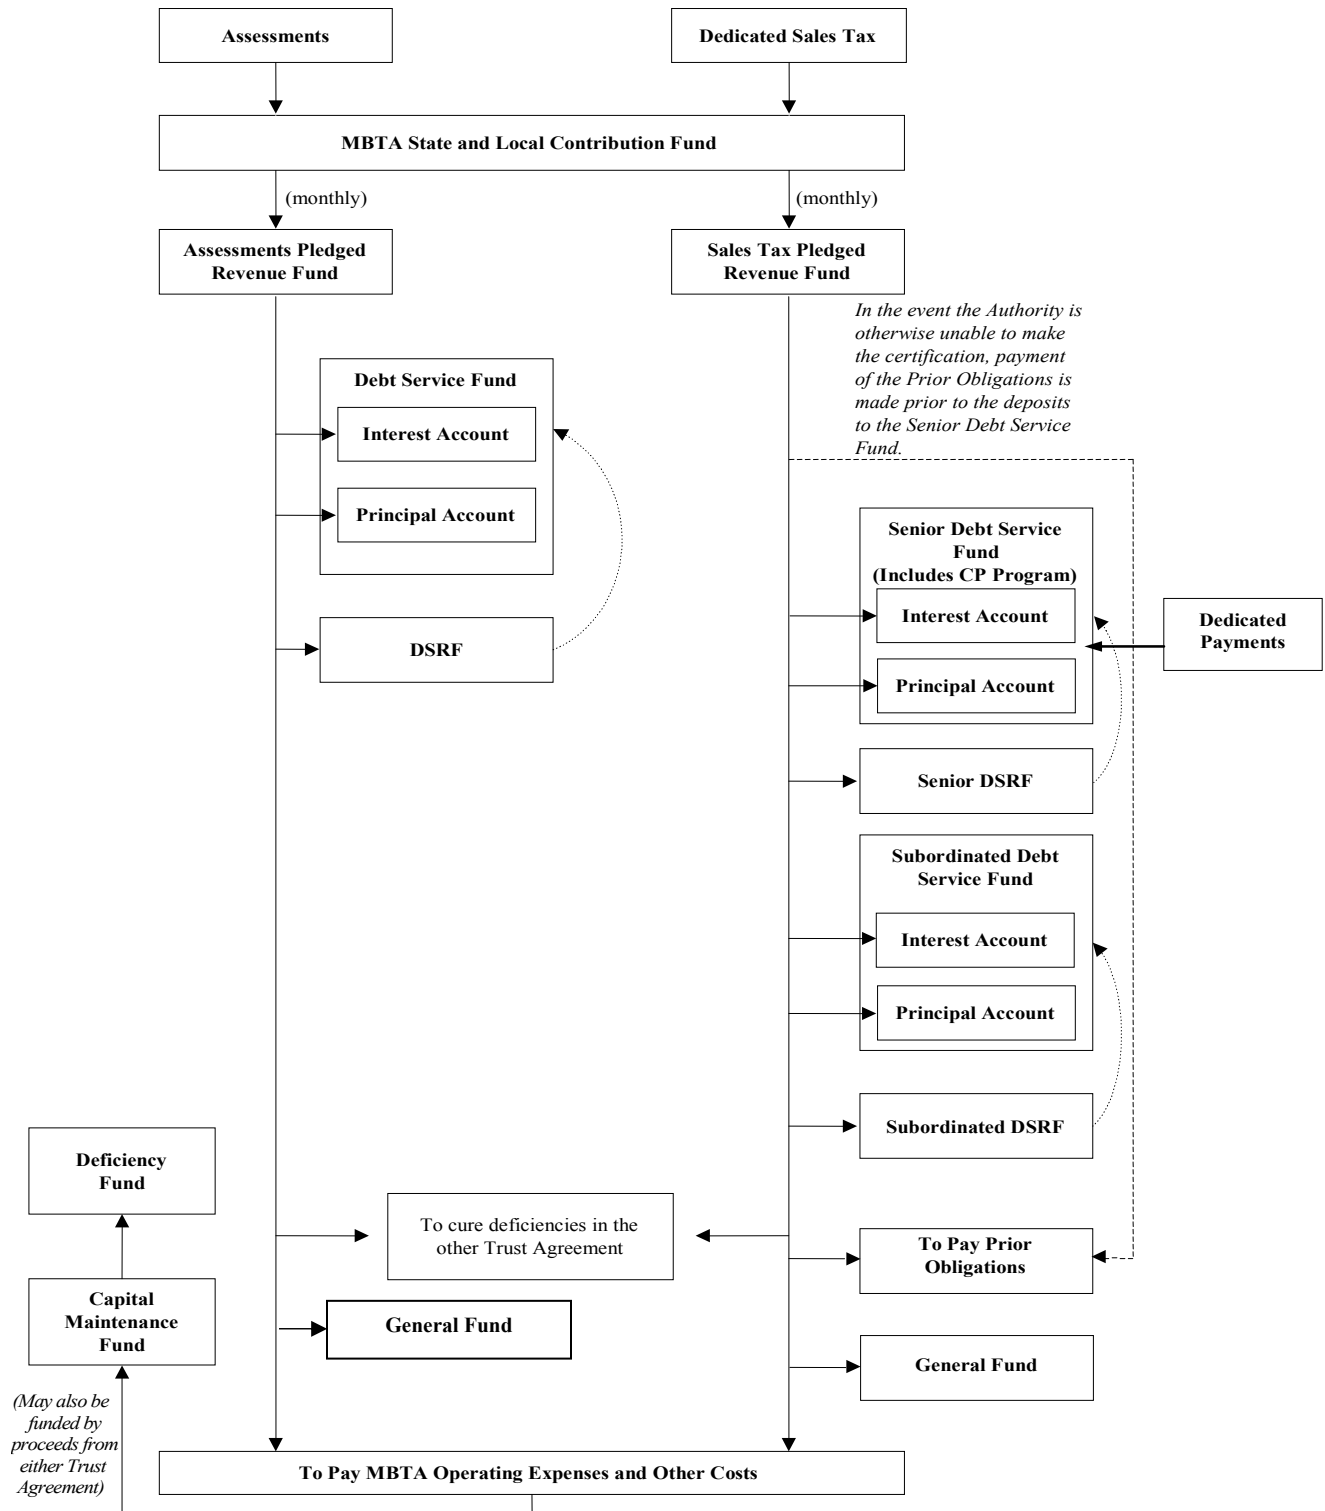 Assessments
Dedicated Sales Tax
MBTA State and Local Contribution Fund
(monthly)
(monthly)
Assessments Pledged
Revenue Fund
Sales Tax Pledged
Revenue Fund
In the event the Authority is
otherwise unable to make
the certification, payment
of the Prior Obligations is
made prior to the deposits
to the Senior Debt Service
Fund.
Debt Service Fund
Interest Account
Principal Account
DSRF
Senior Debt Service
Fund
(Includes CP Program)
Interest Account
Principal Account
Dedicated
Payments
Senior DSRF
Subordinated Debt
Service Fund
Interest Account
Principal Account
Subordinated DSRF
Deficiency
Fund
To cure deficiencies in the
other Trust Agreement
To Pay Prior
Obligations
Capital
Maintenance
Fund
General Fund
General Fund
(May also be
funded by
proceeds from
either Trust
Agreement)
To Pay MBTA Operating Expenses and Other Costs